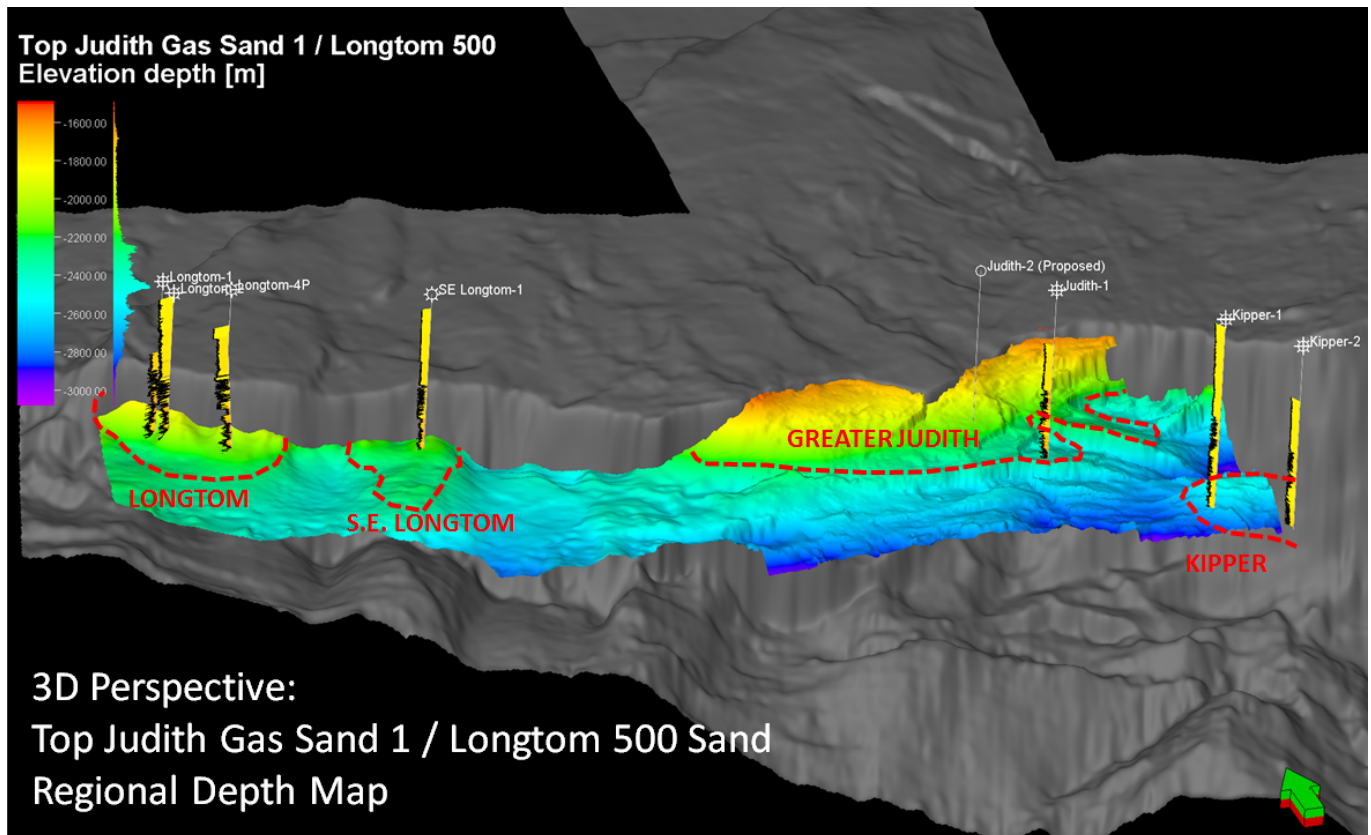 Top Judith Gas Sand 1 / Longtom 500
Elevation depth [m]
-1600.00
-1800.00
-2000.00
-2200.00
-2400.00
-2600.00
-2800.00
-3000.00
Longtom-1
Longtom-4P
SE Longtom-1
Judith-2 (Proposed)
Judith-1
Kipper-1
Kipper-2
GREATER JUDITH
LONGTOM
S.E. LONGTOM
KIPPER
3D Perspective:
Top Judith Gas Sand 1 / Longtom 500 Sand
Regional Depth Map